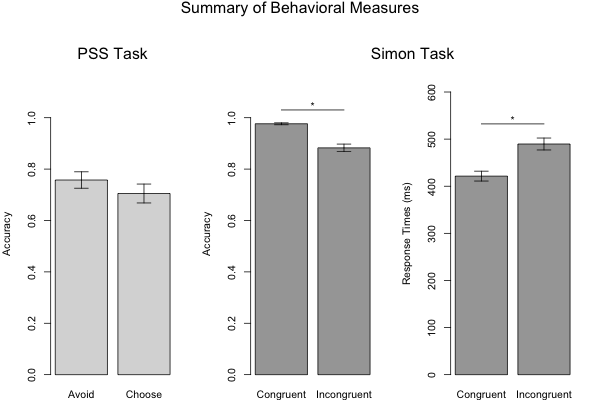 Summary of Behavioral Measures
PSS Task
Simon Task
Accuracy
0.0
0.2
0.4
0.6
0.8
1.0
Avoid Choose
Accuracy
0.0
0.2
0.4
0.6
0.8
1.0
*
Congruent Incongruent
Response Times (ms)
0
100
200
300
400
500
600
*
Congruent Incongruent